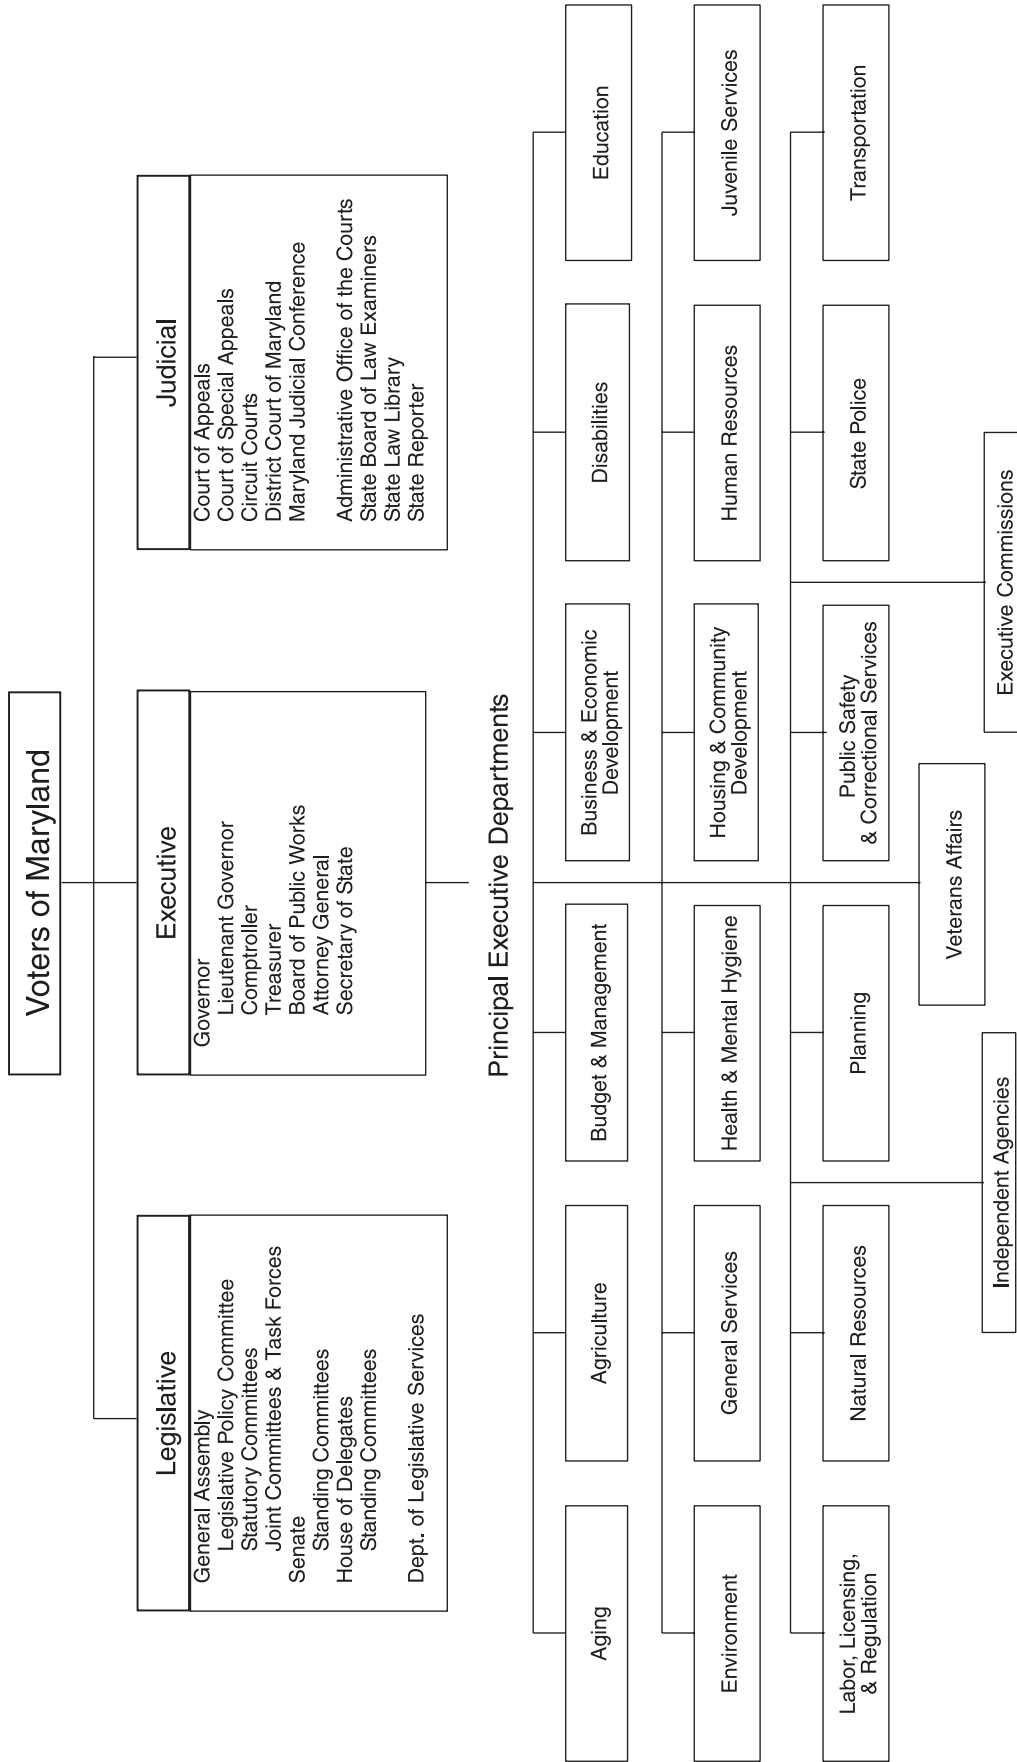 Voters of Maryland
Legislative
General Assembly
Legislative Policy Committee
Statutory Committees
Joint Committees & Task Forces
Senate
Standing Committees
House of Delegates
Standing Committees
Dept. of Legislative Services
Executive
Governor
Lieutenant Governor
Comptroller
Treasurer
Board of Public Works
Attorney General
Secretary of State
Judicial
Court of Appeals
Court of Special Appeals
Circuit Courts
District Court of Maryland
Maryland Judicial Conference
Administrative Office of the Courts
State Board of Law Examiners
State Law Library
State Reporter
Principal Executive Departments
Aging
Agriculture
Budget & Management
Business & Economic
Development
Disabilities
Education
Environment
General Services
Health & Mental Hygiene
Housing & Community
Development
Human Resources
Juvenile Services
Labor, Licensing,
& Regulation
Natural Resources
Planning
Public Safety
& Correctional Services
State Police
Transportation
Veterans Affairs
Independent Agencies
Executive Commissions